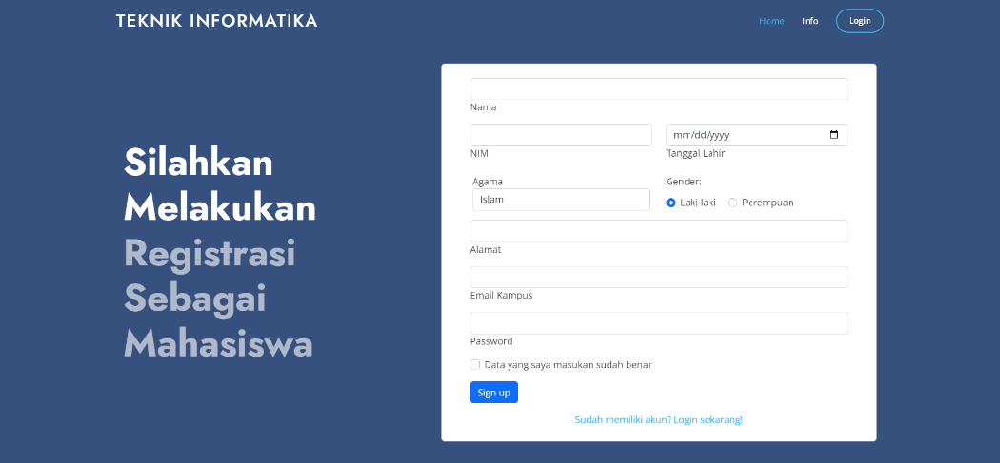 TEKNIK INFORMATIKA
Home Info Login
Silahkan
Melakukan
Registrasi
Sebagai
Mahasiswa
Nama
mm/dd/yyyy
NIM Tanggal Lahir
Agama Gender:
Islam Laki-laki Perempuan
Alamat
Email Kampus
Password
Data yang saya masukan sudah benar
Sign up
Sudah memiliki akun? Login sekarang!